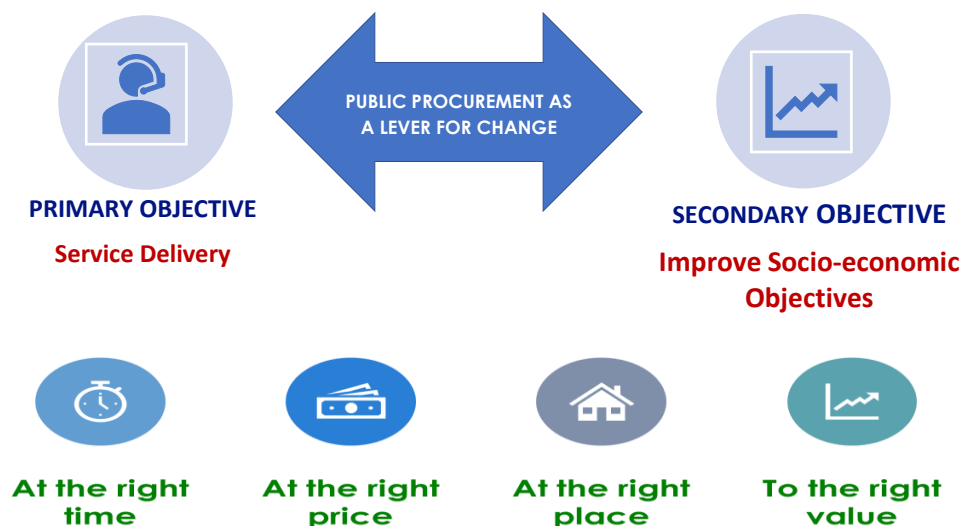 PUBLIC PROCUREMENT AS
A LEVER FOR CHANGE
PRIMARY OBJECTIVE
Service Delivery
SECONDARY OBJECTIVE
Improve Socio-economic
Objectives
At the right
time
At the right
price
At the right
place
To the right
value